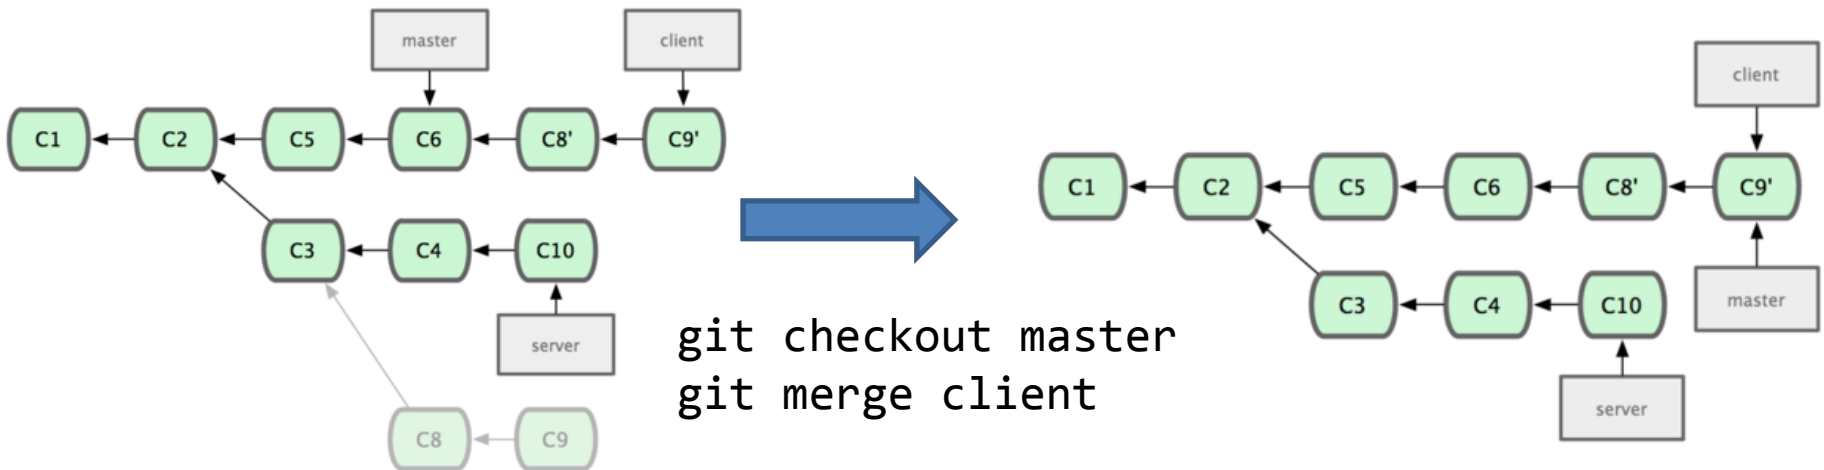 master client
C1 C2 C5 C6 C8' C9'
C3 C4 C10
server
C8 C9
git checkout master
git merge client
client
C1 C2 C5 C6 C8' C9'
master
C3 C4 C10
server